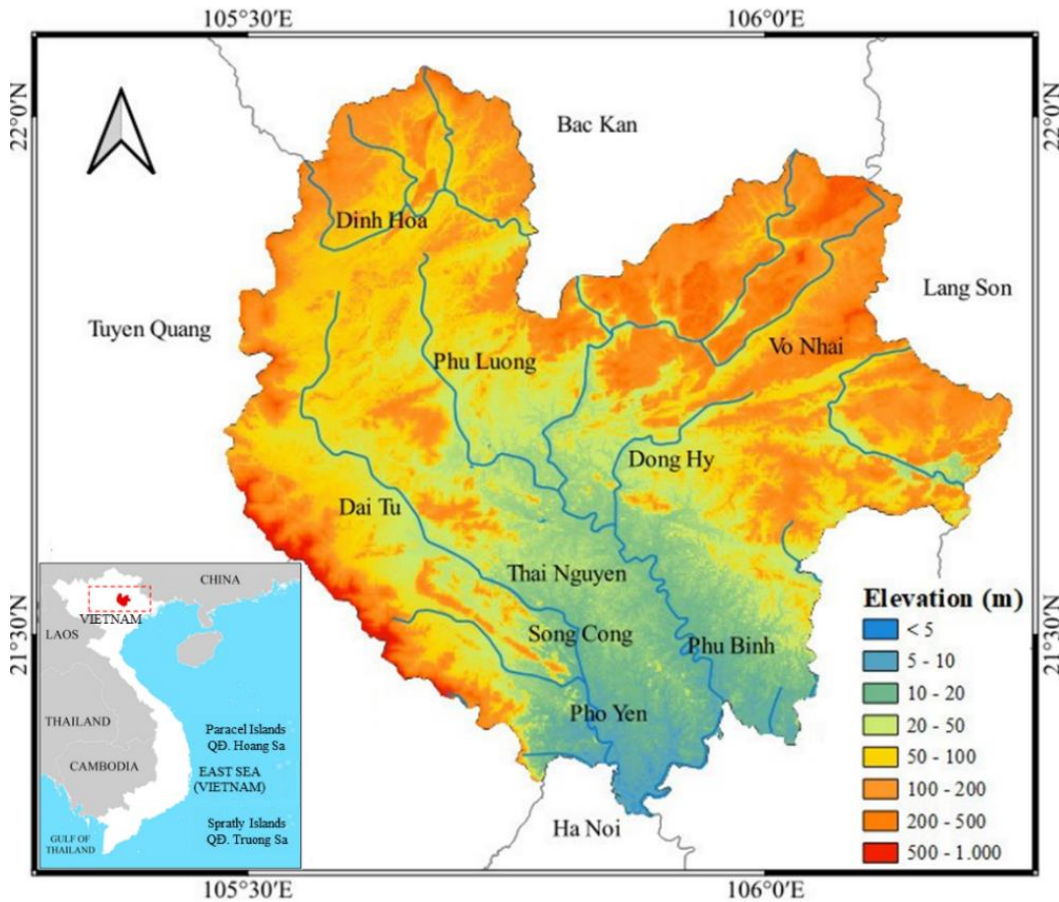 105°30′E
106°0′E
22°0′N
22°0′N
Bac Kan
Dinh Hoa
Lang Son
Tuyen Quang
Vo Nhai
Phu Luong
Dong Hy
Dai Tu
Thai Nguyen
Song Cong
Phu Binh
Pho Yen
Ha Noi
21°30′N
21°30′N
CHINA
VIETNAM
LAOS
THAILAND
CAMBODIA
Paracel Islands
QĐ. Hoang Sa
EAST SEA
(VIETNAM)
Spratly Islands
QĐ. Truong Sa
GULF OF
THAILAND
Elevation (m)
< 5
5 - 10
10 - 20
20 - 50
50 - 100
100 - 200
200 - 500
500 - 1.000
105°30′E
106°0′E